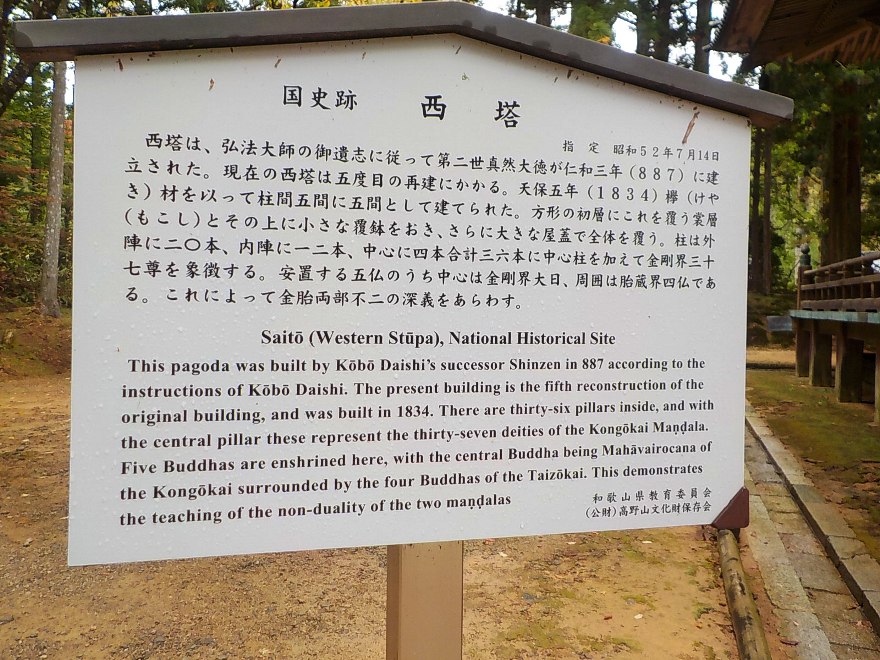 国史跡 西塔
指定 昭和52年7月14日
西塔は、弘法大師の御遺志に従って第二世真然大徳が仁和三年(887)に建
立された。現在の西塔は五度目の再建にかかる。天保五年(1834)欅(けや
き)材を以って柱間五間に五間として建てられた。方形の初層にこれを覆う裳層
(もこし)とその上に小さな覆鉢をおき、さらに大きな屋蓋で全体を覆う。柱は外
陣に二〇本、内陣に一二本、中心に四本合計三六本に中心柱を加えて金剛界三十
七尊を象徴する。安置する五仏のうち中心は金剛界大日、周囲は胎蔵界四仏であ
る。これによって金胎両部不二の深義をあらわす。
Saitō (Western Stūpa), National Historical Site
This pagoda was built by Kōbō Daishi's successor Shinzen in 887 according to the
instructions of Kōbō Daishi. The present building is the fifth reconstruction of the
original building, and was built in 1834. There are thirty-six pillars inside, and with
the central pillar these represent the thirty-seven deities of the Kongōkai Maṇḍala.
Five Buddhas are enshrined here, with the central Buddha being Mahāvairocana of
the Kongōkai surrounded by the four Buddhas of the Taizōkai. This demonstrates
the teaching of the non-duality of the two maṇḍalas
和歌山県教育委員会
(公財)高野山文化財保存会